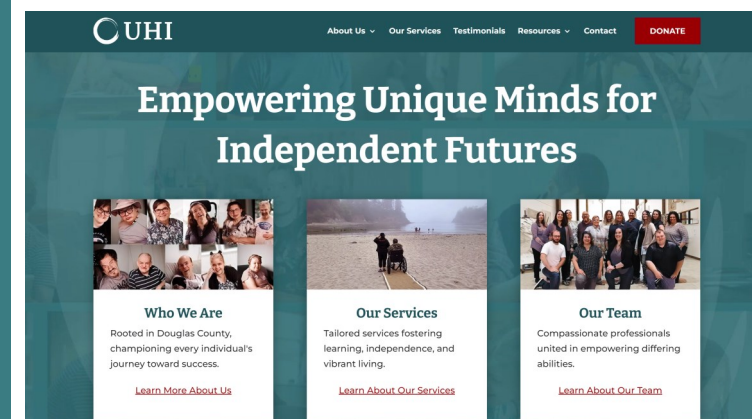 UHI
About Us
Our Services
Testimonials
Resources
Contact
DONATE
Empowering Unique Minds for
Independent Futures
Who We Are
Rooted in Douglas County,
championing every individual's
journey toward success.
Learn More About Us
Our Services
Tailored services fostering
learning, independence, and
vibrant living.
Learn About Our Services
Our Team
Compassionate professionals
united in empowering differing
abilities.
Learn About Our Team